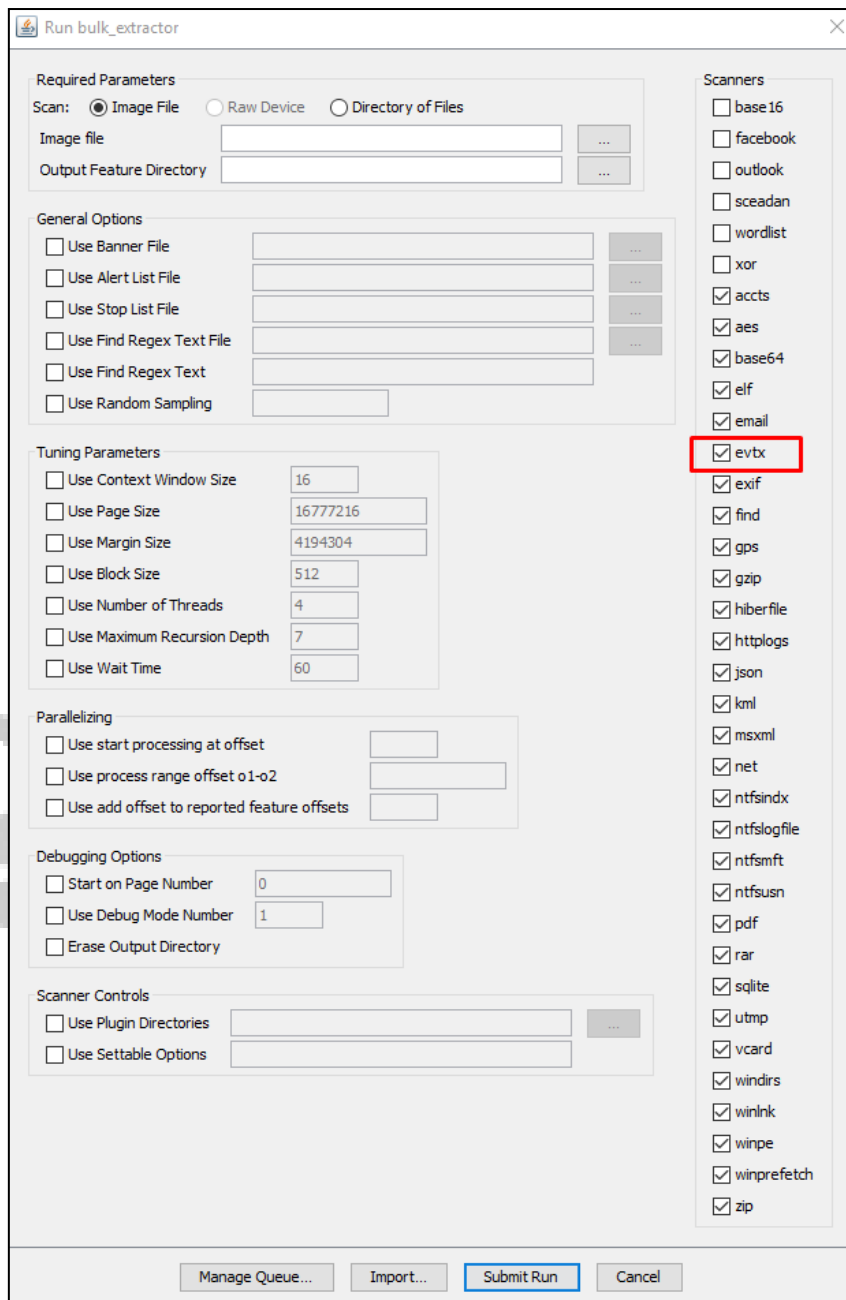 Run bulk_extractor
Required Parameters
Scan: Image File Raw Device Directory of Files
Image file ...
Output Feature Directory ...
General Options
Use Banner File ...
Use Alert List File ...
Use Stop List File ...
Use Find Regex Text File ...
Use Find Regex Text
Use Random Sampling
Tuning Parameters
Use Context Window Size 16
Use Page Size 16777216
Use Margin Size 4194304
Use Block Size 512
Use Number of Threads 4
Use Maximum Recursion Depth 7
Use Wait Time 60
Parallelizing
Use start processing at offset
Use process range offset o1-o2
Use add offset to reported feature offsets
Debugging Options
Start on Page Number 0
Use Debug Mode Number 1
Erase Output Directory
Scanner Controls
Use Plugin Directories ...
Use Settable Options
Scanners
base16
facebook
outlook
sceadan
wordlist
xor
accts
aes
base64
elf
email
evtx
exif
find
gps
gzip
hiberfile
httplogs
json
kml
msxml
net
ntfsindx
ntfslogfile
ntfsmft
ntfsusn
pdf
rar
sqlite
utmp
vcard
windirs
winlnk
winpe
winprefetch
zip
Manage Queue... Import... Submit Run Cancel